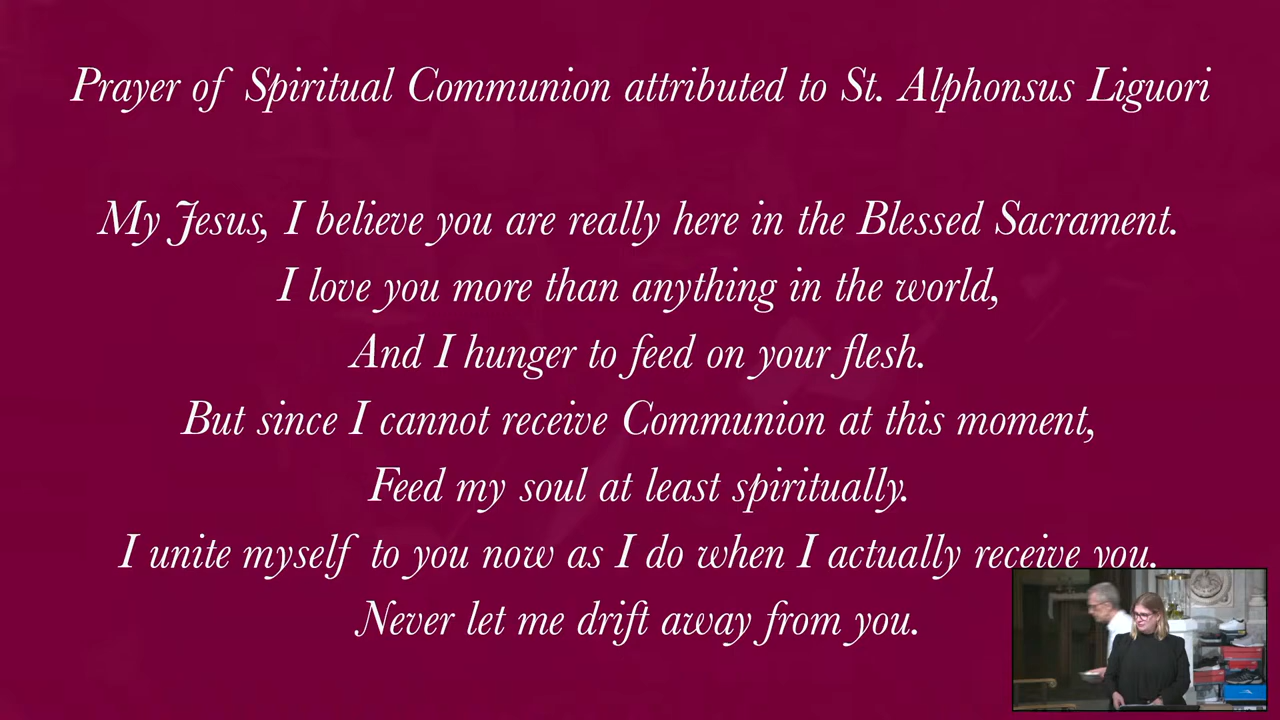 Prayer of Spiritual Communion attributed to St. Alphonsus Liguori
My Jesus, I believe you are really here in the Blessed Sacrament.
I love you more than anything in the world,
And I hunger to feed on your flesh.
But since I cannot receive Communion at this moment,
Feed my soul at least spiritually.
I unite myself to you now as I do when I actually receive you.
Never let me drift away from you.